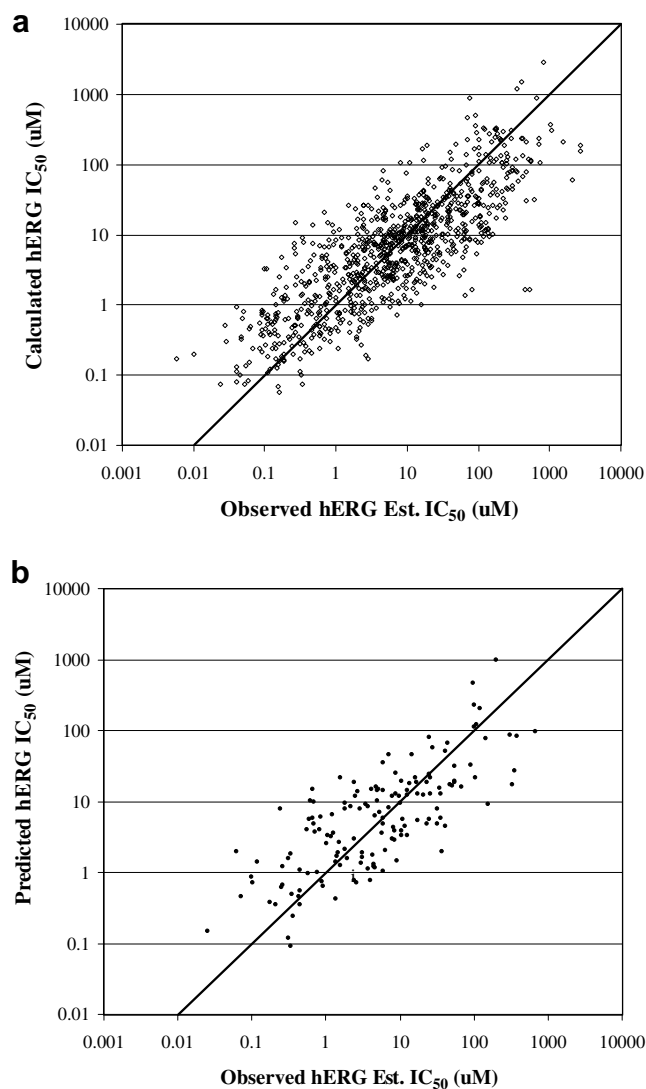 a
10000
1000
100
10
1
0.1
0.01
Calculated hERG IC50 (uM)
0.001 0.01 0.1 1 10 100 1000 10000
Observed hERG Est. IC50 (uM)
b
10000
1000
100
10
1
0.1
0.01
Predicted hERG IC50 (uM)
0.001 0.01 0.1 1 10 100 1000 10000
Observed hERG Est. IC50 (uM)